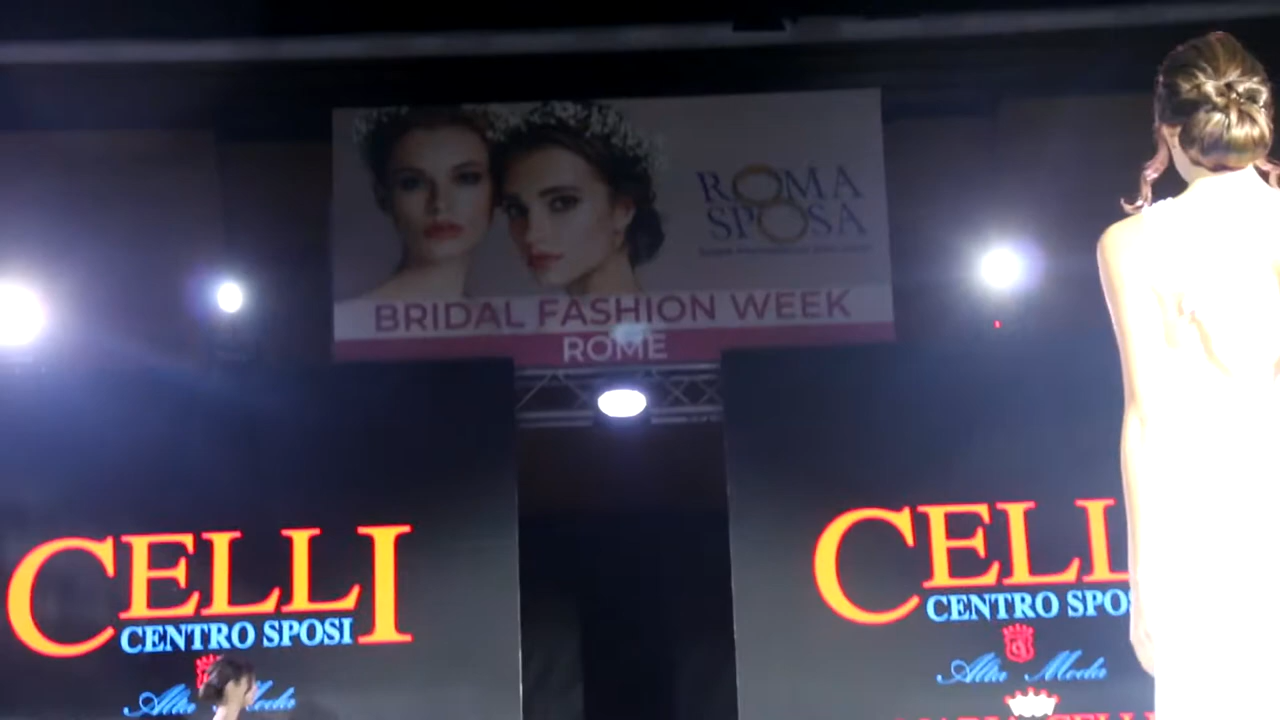 ROMA
SPOSA
BRIDAL FASHION WEEK
ROME
CELLI
CENTRO SPOSI
Alta Moda
CELLI
CENTRO SPOSI
Alta Moda